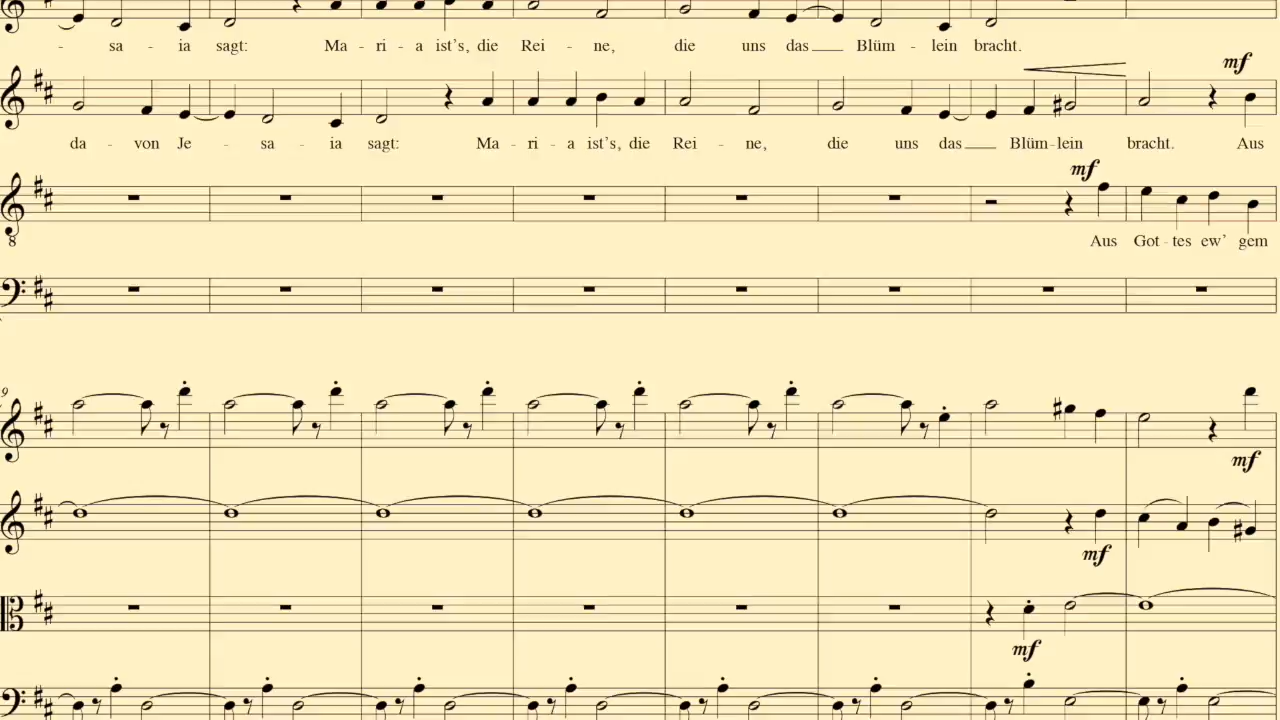 - sa - ia sagt: Ma - ri - a ist's, die Rei - ne, die uns das Blüm - lein bracht.
mf
da - von Je - sa - ia sagt: Ma - ri - a ist's, die Rei - ne, die uns das Blüm - lein bracht. Aus
mf
8
Aus Got - tes ew' gem
9
mf
mf
mf